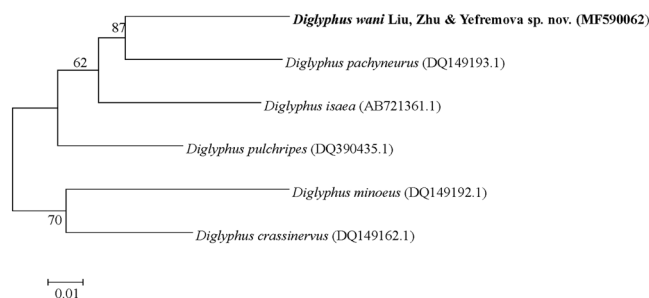 87 Diglyphus wani Liu, Zhu & Yefremova sp. nov. (MF590062)
62 Diglyphus pachyneurus (DQ149193.1)
Diglyphus isaea (AB721361.1)
Diglyphus pulchripes (DQ390435.1)
Diglyphus minoeus (DQ149192.1)
70
Diglyphus crassinervus (DQ149162.1)
0.01